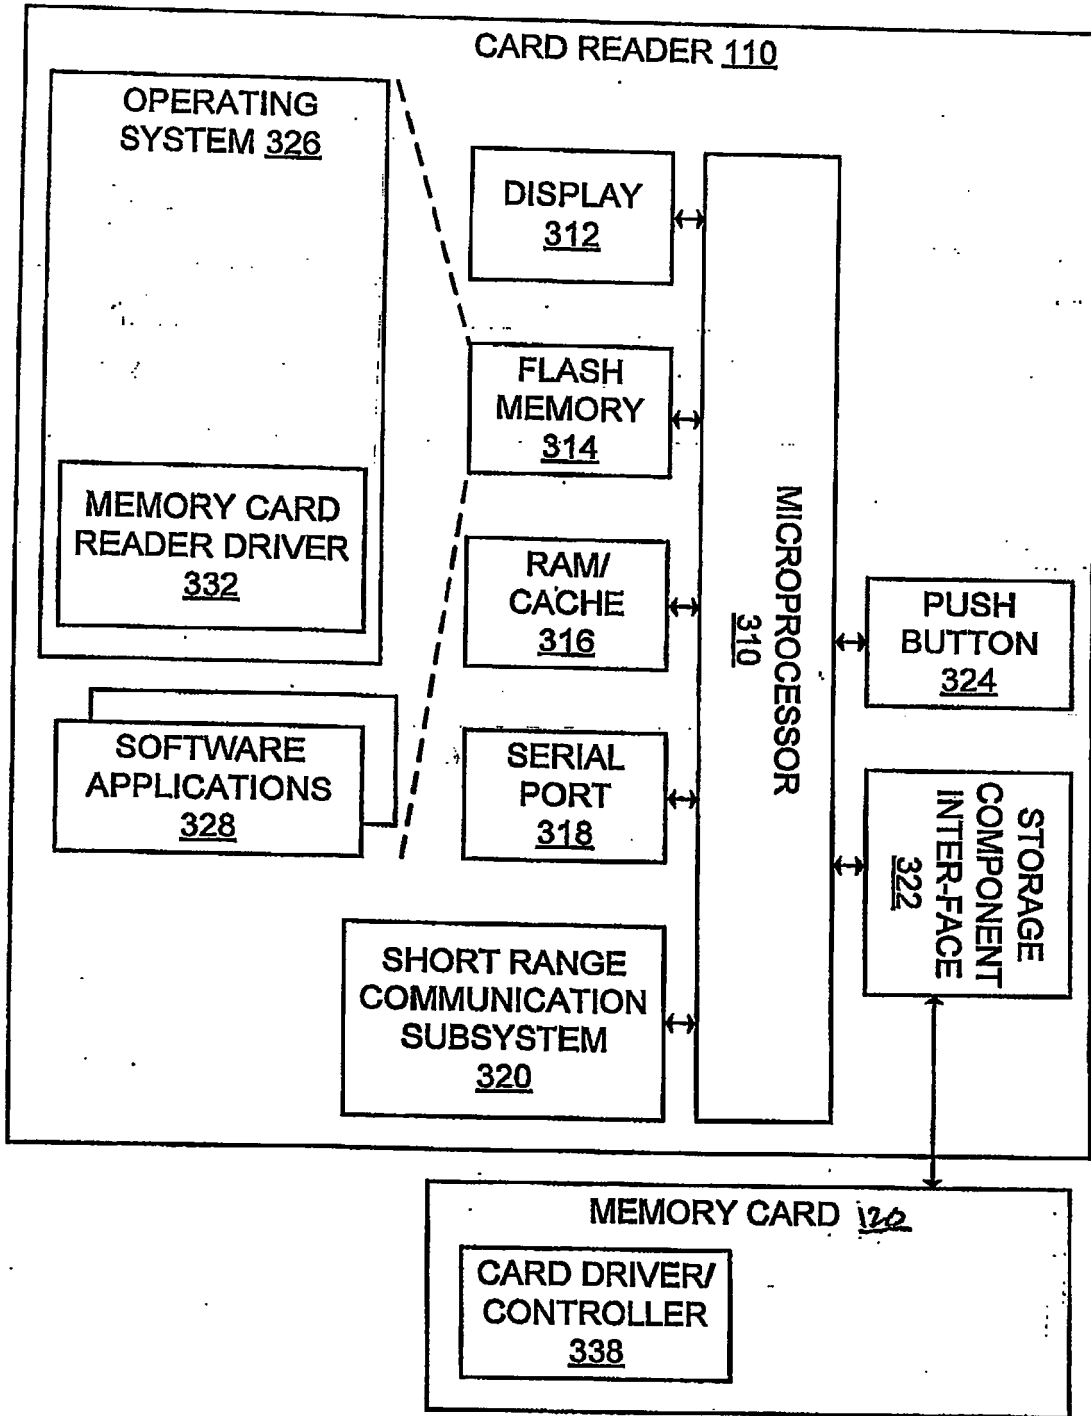 CARD READER 110
OPERATING
SYSTEM 326
MEMORY CARD
READER DRIVER
332
SOFTWARE
APPLICATIONS
328
DISPLAY
312
FLASH
MEMORY
314
RAM/
CACHE
316
SERIAL
PORT
318
SHORT RANGE
COMMUNICATION
SUBSYSTEM
320
MICROPROCESSOR
310
PUSH
BUTTON
324
STORAGE
COMPONENT
INTER-FACE
322
MEMORY CARD 120
CARD DRIVER/
CONTROLLER
338